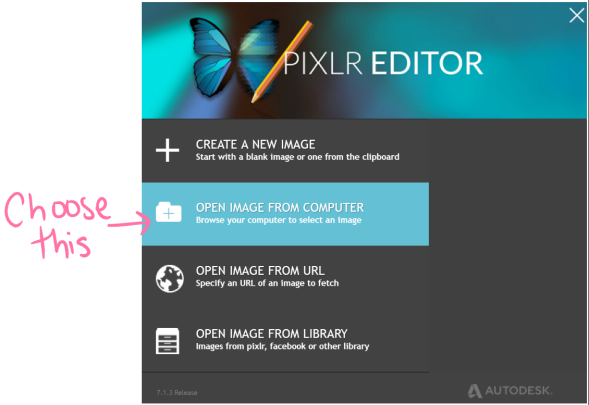 PIXLR EDITOR
CREATE A NEW IMAGE
Start with a blank image or one from the clipboard
Choose
this
OPEN IMAGE FROM COMPUTER
Browse your computer to select an image
OPEN IMAGE FROM URL
Specify an URL of an image to fetch
OPEN IMAGE FROM LIBRARY
Images from pixlr, facebook or other library
7.1.3 Release
AUTODESK.